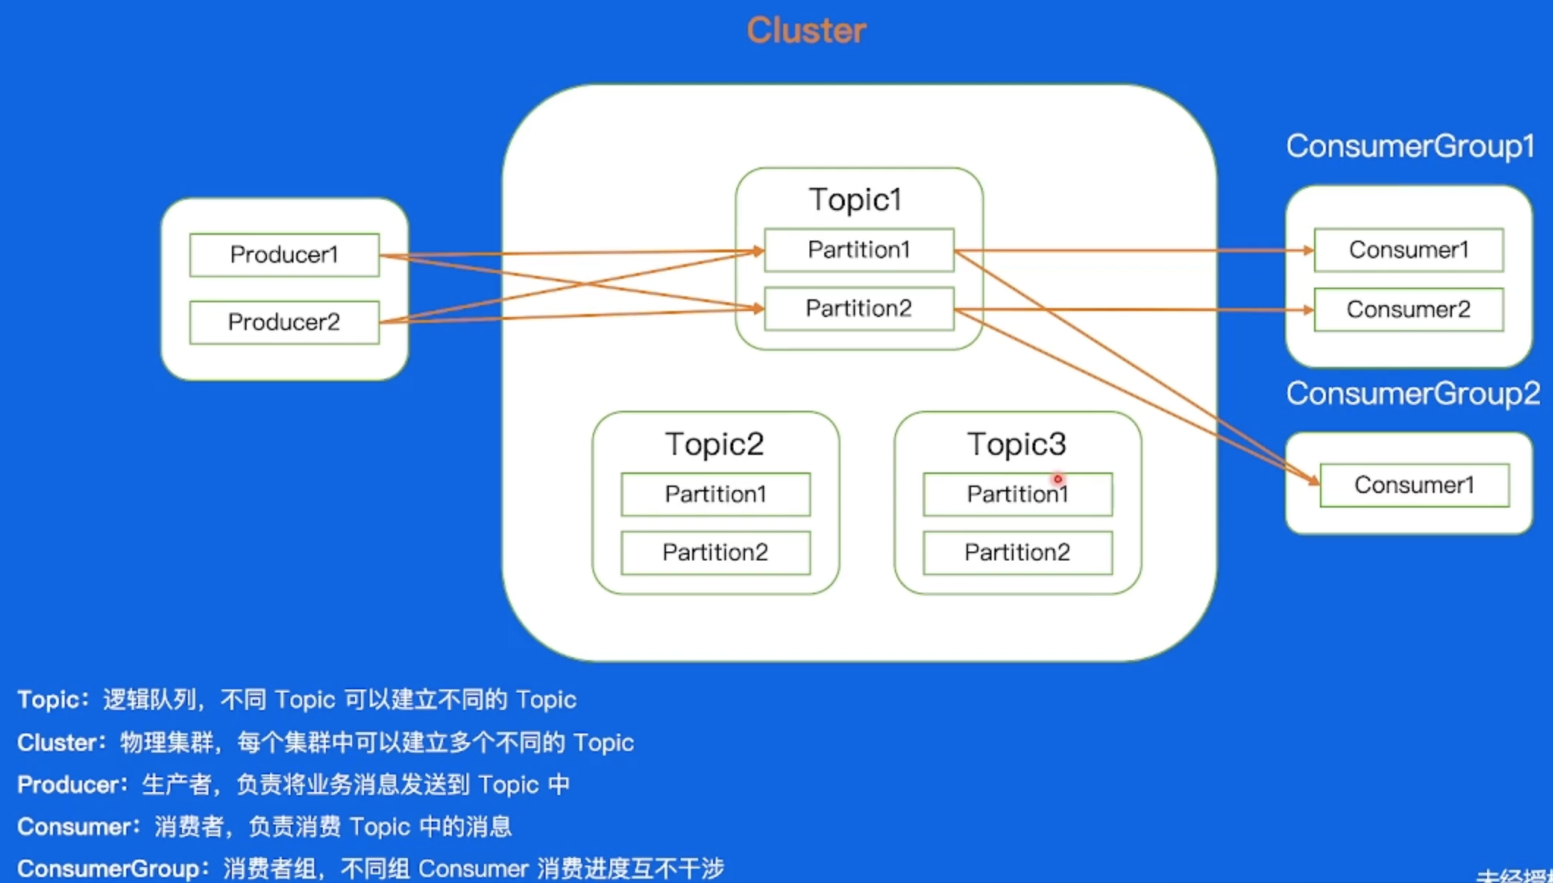 Cluster
Producer1
Producer2
Topic1
Partition1
Partition2
Topic2
Partition1
Partition2
Topic3
Partition1
Partition2
ConsumerGroup1
Consumer1
Consumer2
ConsumerGroup2
Consumer1
Topic：逻辑队列，不同 Topic 可以建立不同的 Topic
Cluster：物理集群，每个集群中可以建立多个不同的 Topic
Producer：生产者，负责将业务消息发送到 Topic 中
Consumer：消费者，负责消费 Topic 中的消息
ConsumerGroup：消费者组，不同组 Consumer 消费进度互不干涉
未经授